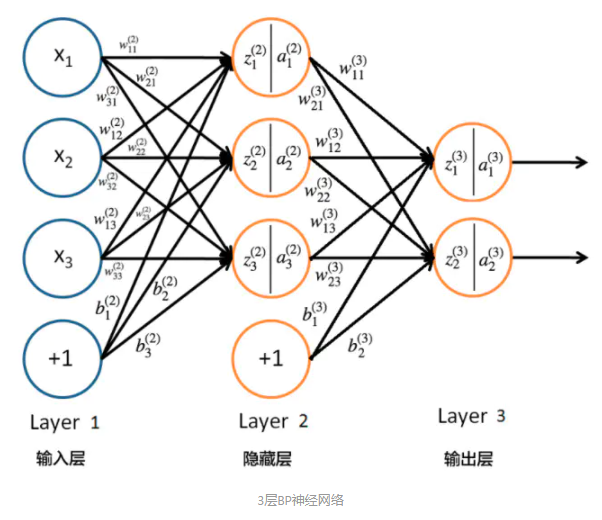 x₁
w₁₁⁽²⁾
w₂₁⁽²⁾
w₃₁⁽²⁾
z₁⁽²⁾ a₁⁽²⁾
w₁₁⁽³⁾
w₂₁⁽³⁾
x₂
w₁₂⁽²⁾
w₂₂⁽²⁾
w₃₂⁽²⁾
z₂⁽²⁾ a₂⁽²⁾
w₁₂⁽³⁾
w₂₂⁽³⁾
z₁⁽³⁾ a₁⁽³⁾
x₃
w₁₃⁽²⁾
w₂₃⁽²⁾
w₃₃⁽²⁾
z₃⁽²⁾ a₃⁽²⁾
w₁₃⁽³⁾
w₂₃⁽³⁾
z₂⁽³⁾ a₂⁽³⁾
+1
b₁⁽²⁾
b₂⁽²⁾
b₃⁽²⁾
+1
b₁⁽³⁾
b₂⁽³⁾
Layer 1
输入层
Layer 2
隐藏层
Layer 3
输出层
3层BP神经网络